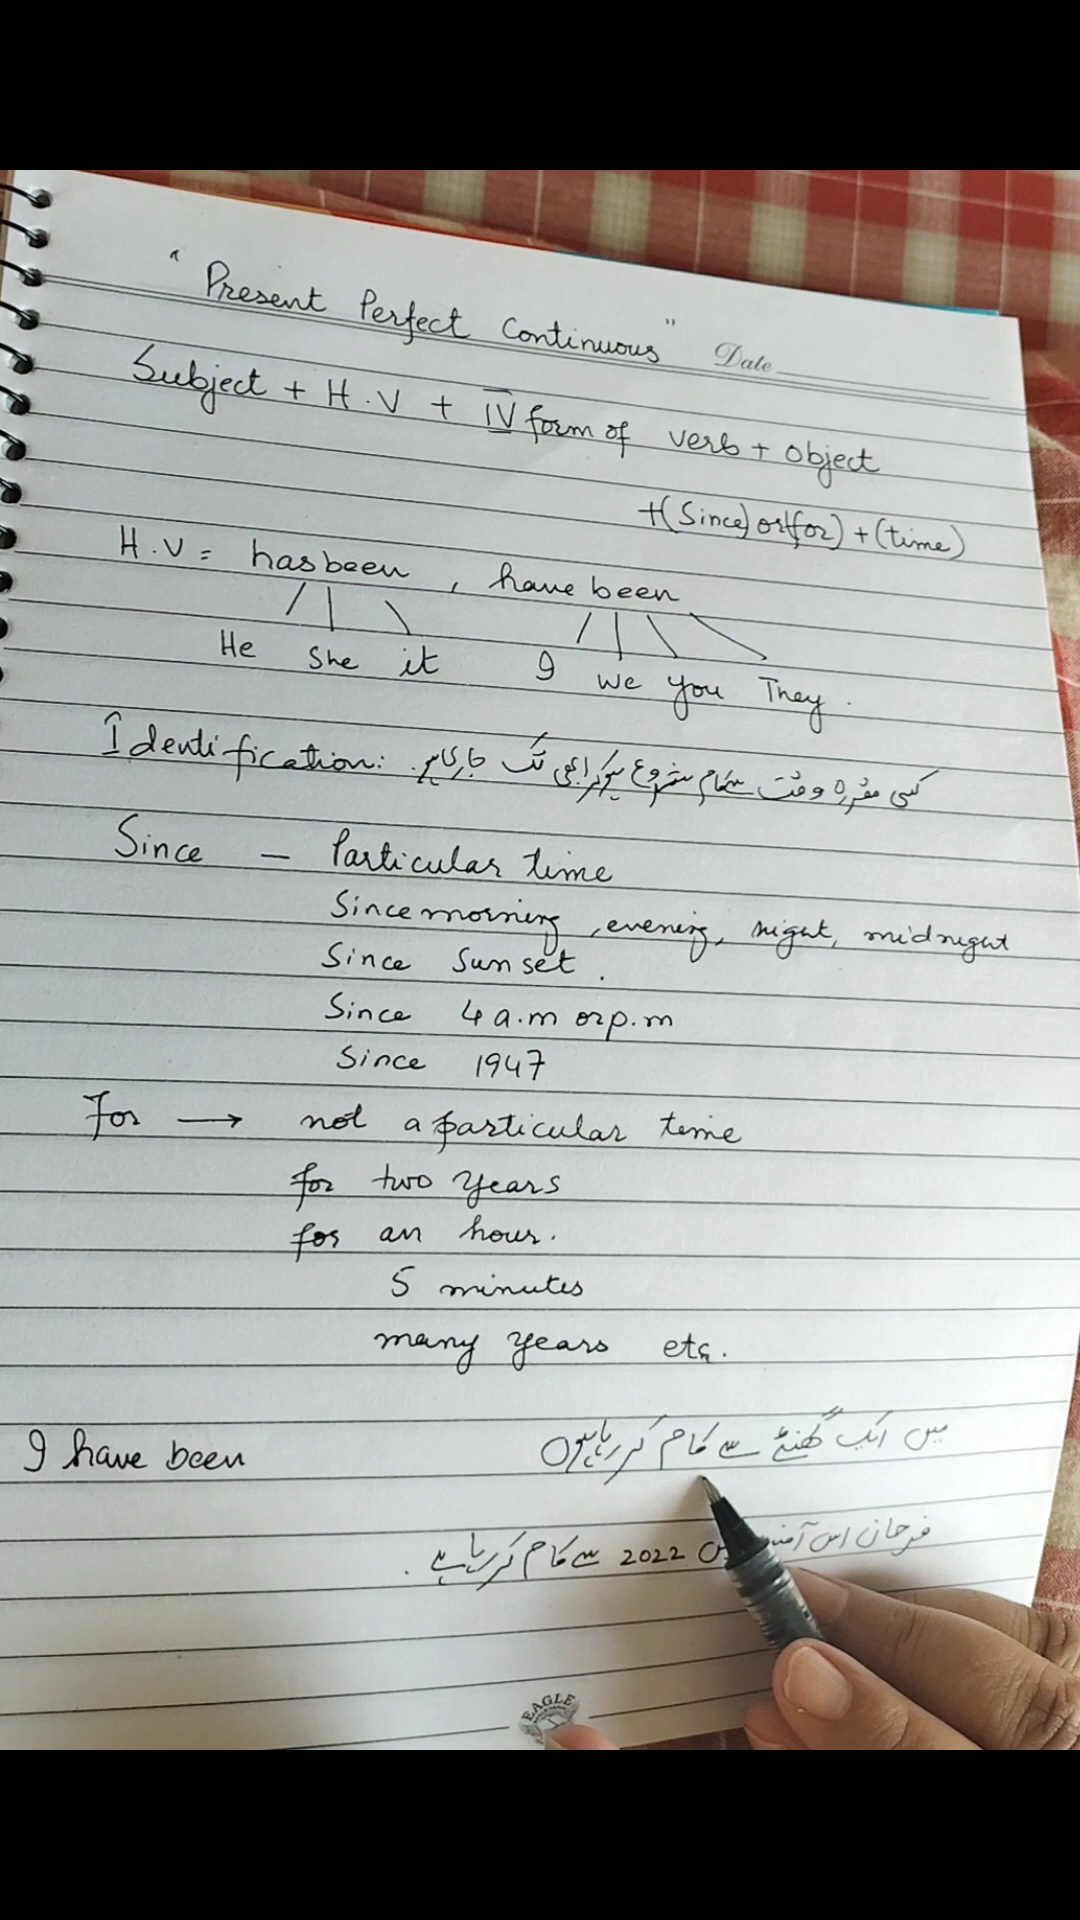 " Present Perfect Continuous "
Date
Subject + H.V + IV form of verb + object
+(Since) or (for) + (time)
H.V = has been , have been
He She it I We You They.
Identification: کسی مقررہ وقت سے کام شروع ہو کر ابھی تک جاری ہے۔
Since — Particular time
Since morning, evening, night, midnight
Since Sunset.
Since 4 a.m or p.m
Since 1947
For → not a particular time
for two years
for an hour.
5 minutes
many years etc.
I have been میں ایک گھنٹے سے کام کر رہا ہوں
فرحان اس 2022 سے کام کر رہا ہے۔
EAGLE